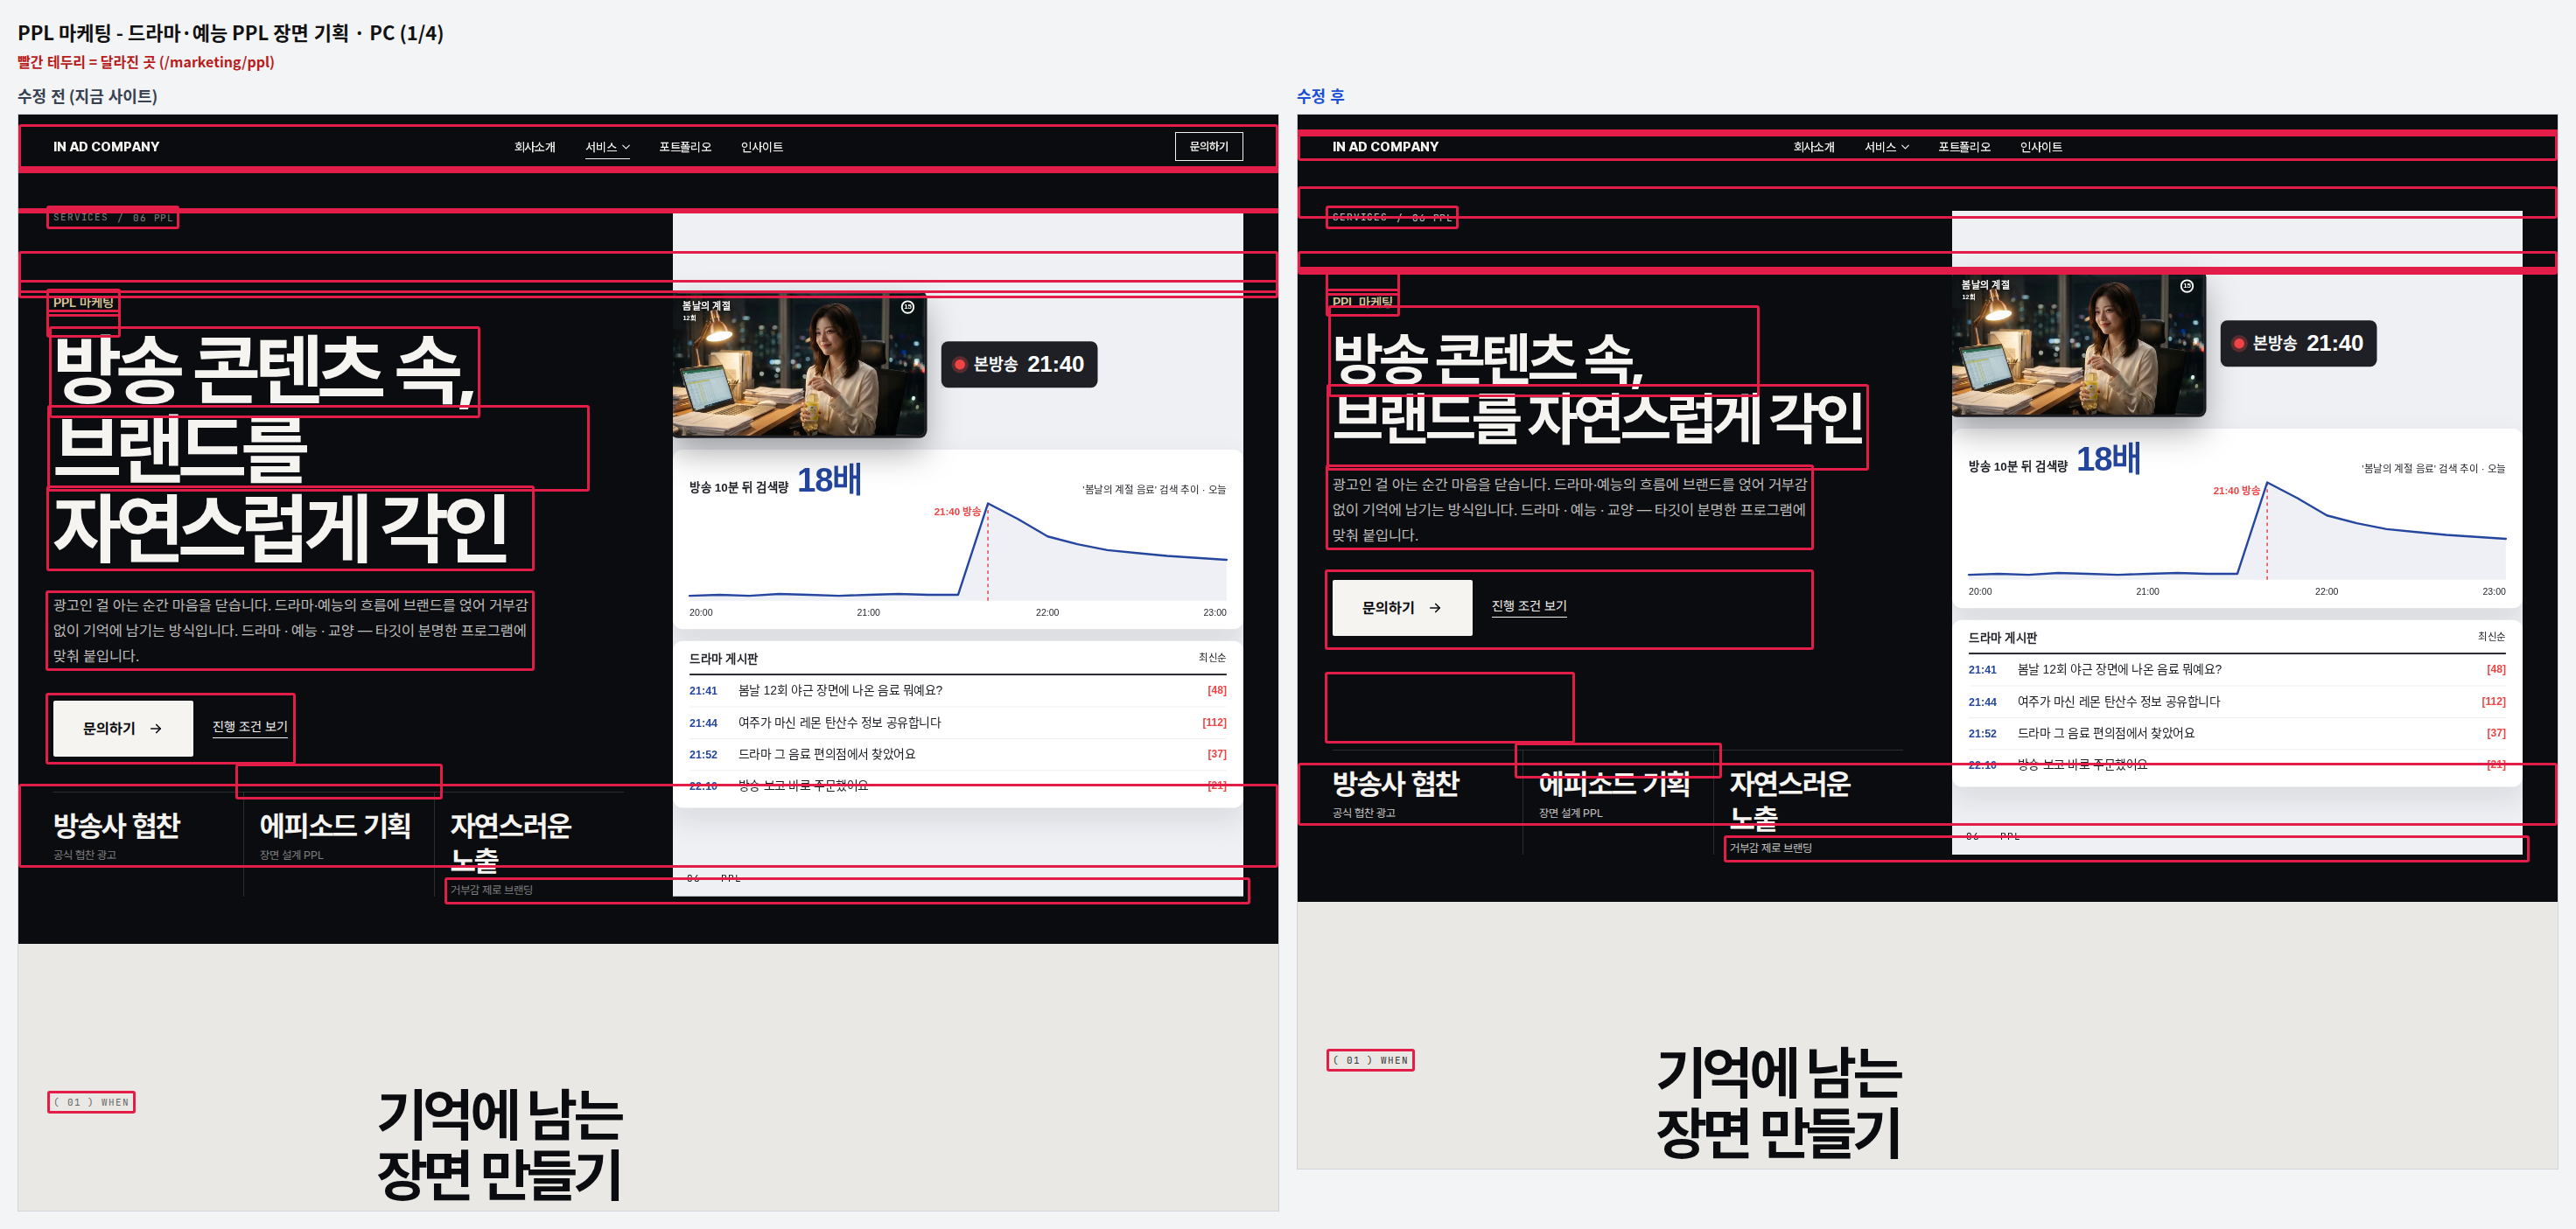 PPL 마케팅 - 드라마·예능 PPL 장면 기획 · PC (1/4)
빨간 테두리 = 달라진 곳 (/marketing/ppl)
수정 전 (지금 사이트)
IN AD COMPANY
회사소개 서비스 포트폴리오 인사이트
문의하기
SERVICES / 06 PPL
PPL 마케팅
방송 콘텐츠 속,
브랜드를
자연스럽게 각인
광고인 걸 아는 순간 마음을 닫습니다. 드라마·예능의 흐름에 브랜드를 얹어 거부감
없이 기억에 남기는 방식입니다. 드라마 · 예능 · 교양 — 타깃이 분명한 프로그램에
맞춰 붙입니다.
문의하기 →
진행 조건 보기
방송사 협찬
공식 협찬 광고
에피소드 기획
장면 설계 PPL
자연스러운
노출
거부감 제로 브랜딩
봄날의 계절
12회
15
본방송 21:40
방송 10분 뒤 검색량 18배
'봄날의 계절 음료' 검색 추이 · 오늘
21:40 방송
20:00 21:00 22:00 23:00
드라마 게시판 최신순
21:41 봄날 12회 야근 장면에 나온 음료 뭐예요? [48]
21:44 여주가 마신 레몬 탄산수 정보 공유합니다 [112]
21:52 드라마 그 음료 편의점에서 찾았어요 [37]
22:10 방송 보고 바로 주문했어요 [21]
06 PPL
( 01 ) WHEN
기억에 남는
장면 만들기
수정 후
IN AD COMPANY
회사소개 서비스 포트폴리오 인사이트
SERVICES / 06 PPL
PPL 마케팅
방송 콘텐츠 속,
브랜드를 자연스럽게 각인
광고인 걸 아는 순간 마음을 닫습니다. 드라마·예능의 흐름에 브랜드를 얹어 거부감
없이 기억에 남기는 방식입니다. 드라마 · 예능 · 교양 — 타깃이 분명한 프로그램에
맞춰 붙입니다.
문의하기 →
진행 조건 보기
방송사 협찬
공식 협찬 광고
에피소드 기획
장면 설계 PPL
자연스러운
노출
거부감 제로 브랜딩
봄날의 계절
12회
15
본방송 21:40
방송 10분 뒤 검색량 18배
'봄날의 계절 음료' 검색 추이 · 오늘
21:40 방송
20:00 21:00 22:00 23:00
드라마 게시판 최신순
21:41 봄날 12회 야근 장면에 나온 음료 뭐예요? [48]
21:44 여주가 마신 레몬 탄산수 정보 공유합니다 [112]
21:52 드라마 그 음료 편의점에서 찾았어요 [37]
22:10 방송 보고 바로 주문했어요 [21]
06 PPL
( 01 ) WHEN
기억에 남는
장면 만들기